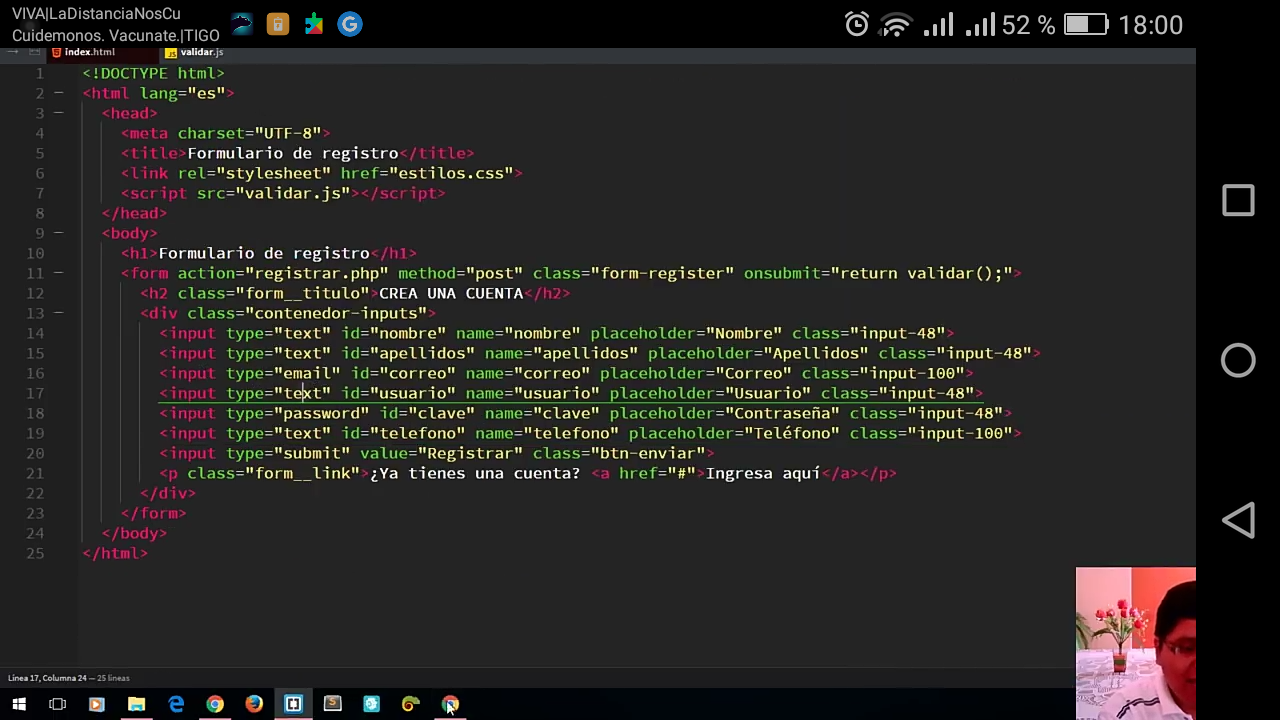 VIVA|LaDistanciaNosCu
Cuidemonos. Vacunate.|TIGO
52 % 18:00
index.html validar.js
1 <!DOCTYPE html>
2 <html lang="es">
3 <head>
4 <meta charset="UTF-8">
5 <title>Formulario de registro</title>
6 <link rel="stylesheet" href="estilos.css">
7 <script src="validar.js"></script>
8 </head>
9 <body>
10 <h1>Formulario de registro</h1>
11 <form action="registrar.php" method="post" class="form-register" onsubmit="return validar();">
12 <h2 class="form__titulo">CREA UNA CUENTA</h2>
13 <div class="contenedor-inputs">
14 <input type="text" id="nombre" name="nombre" placeholder="Nombre" class="input-48">
15 <input type="text" id="apellidos" name="apellidos" placeholder="Apellidos" class="input-48">
16 <input type="email" id="correo" name="correo" placeholder="Correo" class="input-100">
17 <input type="text" id="usuario" name="usuario" placeholder="Usuario" class="input-48">
18 <input type="password" id="clave" name="clave" placeholder="Contraseña" class="input-48">
19 <input type="text" id="telefono" name="telefono" placeholder="Teléfono" class="input-100">
20 <input type="submit" value="Registrar" class="btn-enviar">
21 <p class="form__link">¿Ya tienes una cuenta? <a href="#">Ingresa aquí</a></p>
22 </div>
23 </form>
24 </body>
25 </html>
Línea 17, Columna 24 — 25 líneas